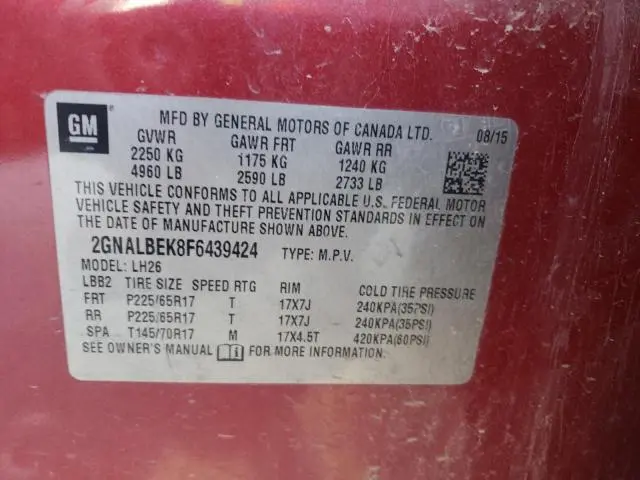 GM
MFD BY GENERAL MOTORS OF CANADA LTD. 08/15
GVWR GAWR FRT GAWR RR
2250 KG 1175 KG 1240 KG
4960 LB 2590 LB 2733 LB
THIS VEHICLE CONFORMS TO ALL APPLICABLE U.S. FEDERAL MOTOR
VEHICLE SAFETY AND THEFT PREVENTION STANDARDS IN EFFECT ON
THE DATE OF MANUFACTURE SHOWN ABOVE.
2GNALBEK8F6439424 TYPE: M.P.V.
MODEL: LH26
LBB2 TIRE SIZE SPEED RTG RIM COLD TIRE PRESSURE
FRT P225/65R17 T 17X7J 240KPA(35PSI)
RR P225/65R17 T 17X7J 240KPA(35PSI)
SPA T145/70R17 M 17X4.5T 420KPA(60PSI)
SEE OWNER'S MANUAL FOR MORE INFORMATION.